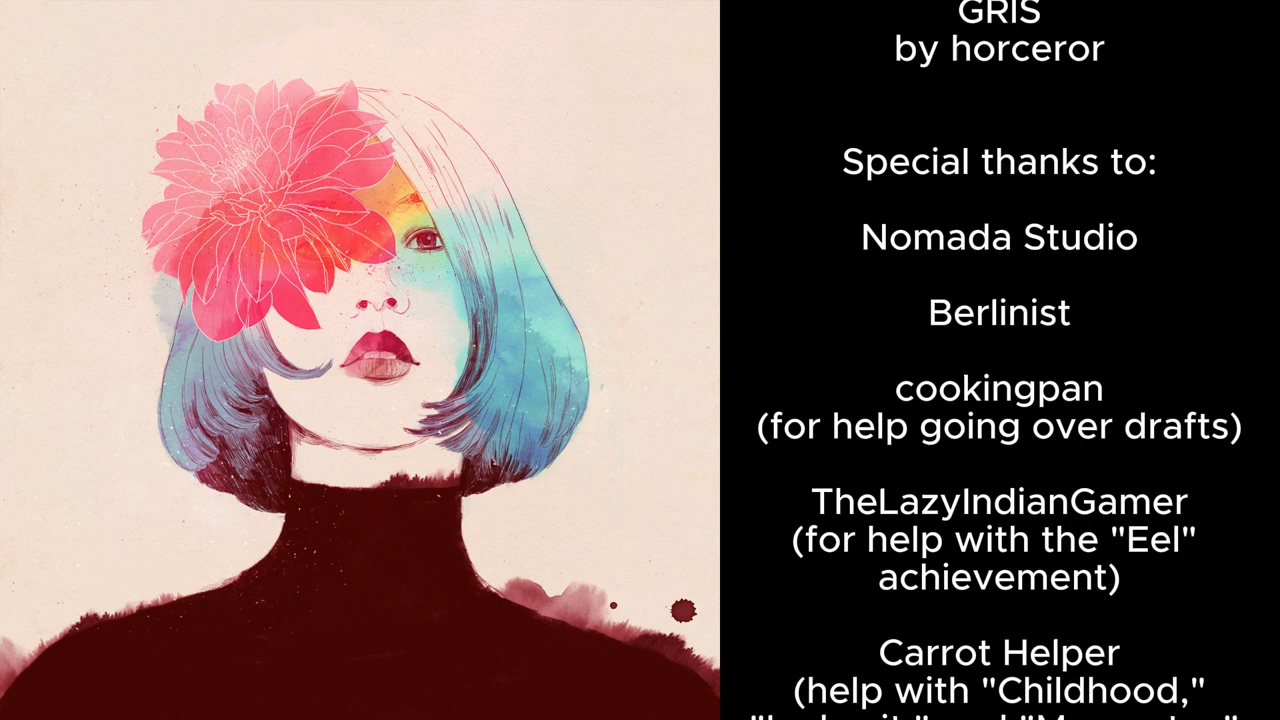 GRIS
by horceror
Special thanks to:
Nomada Studio
Berlinist
cookingpan
(for help going over drafts)
TheLazyIndianGamer
(for help with the "Eel"
achievement)
Carrot Helper
(help with "Childhood,"